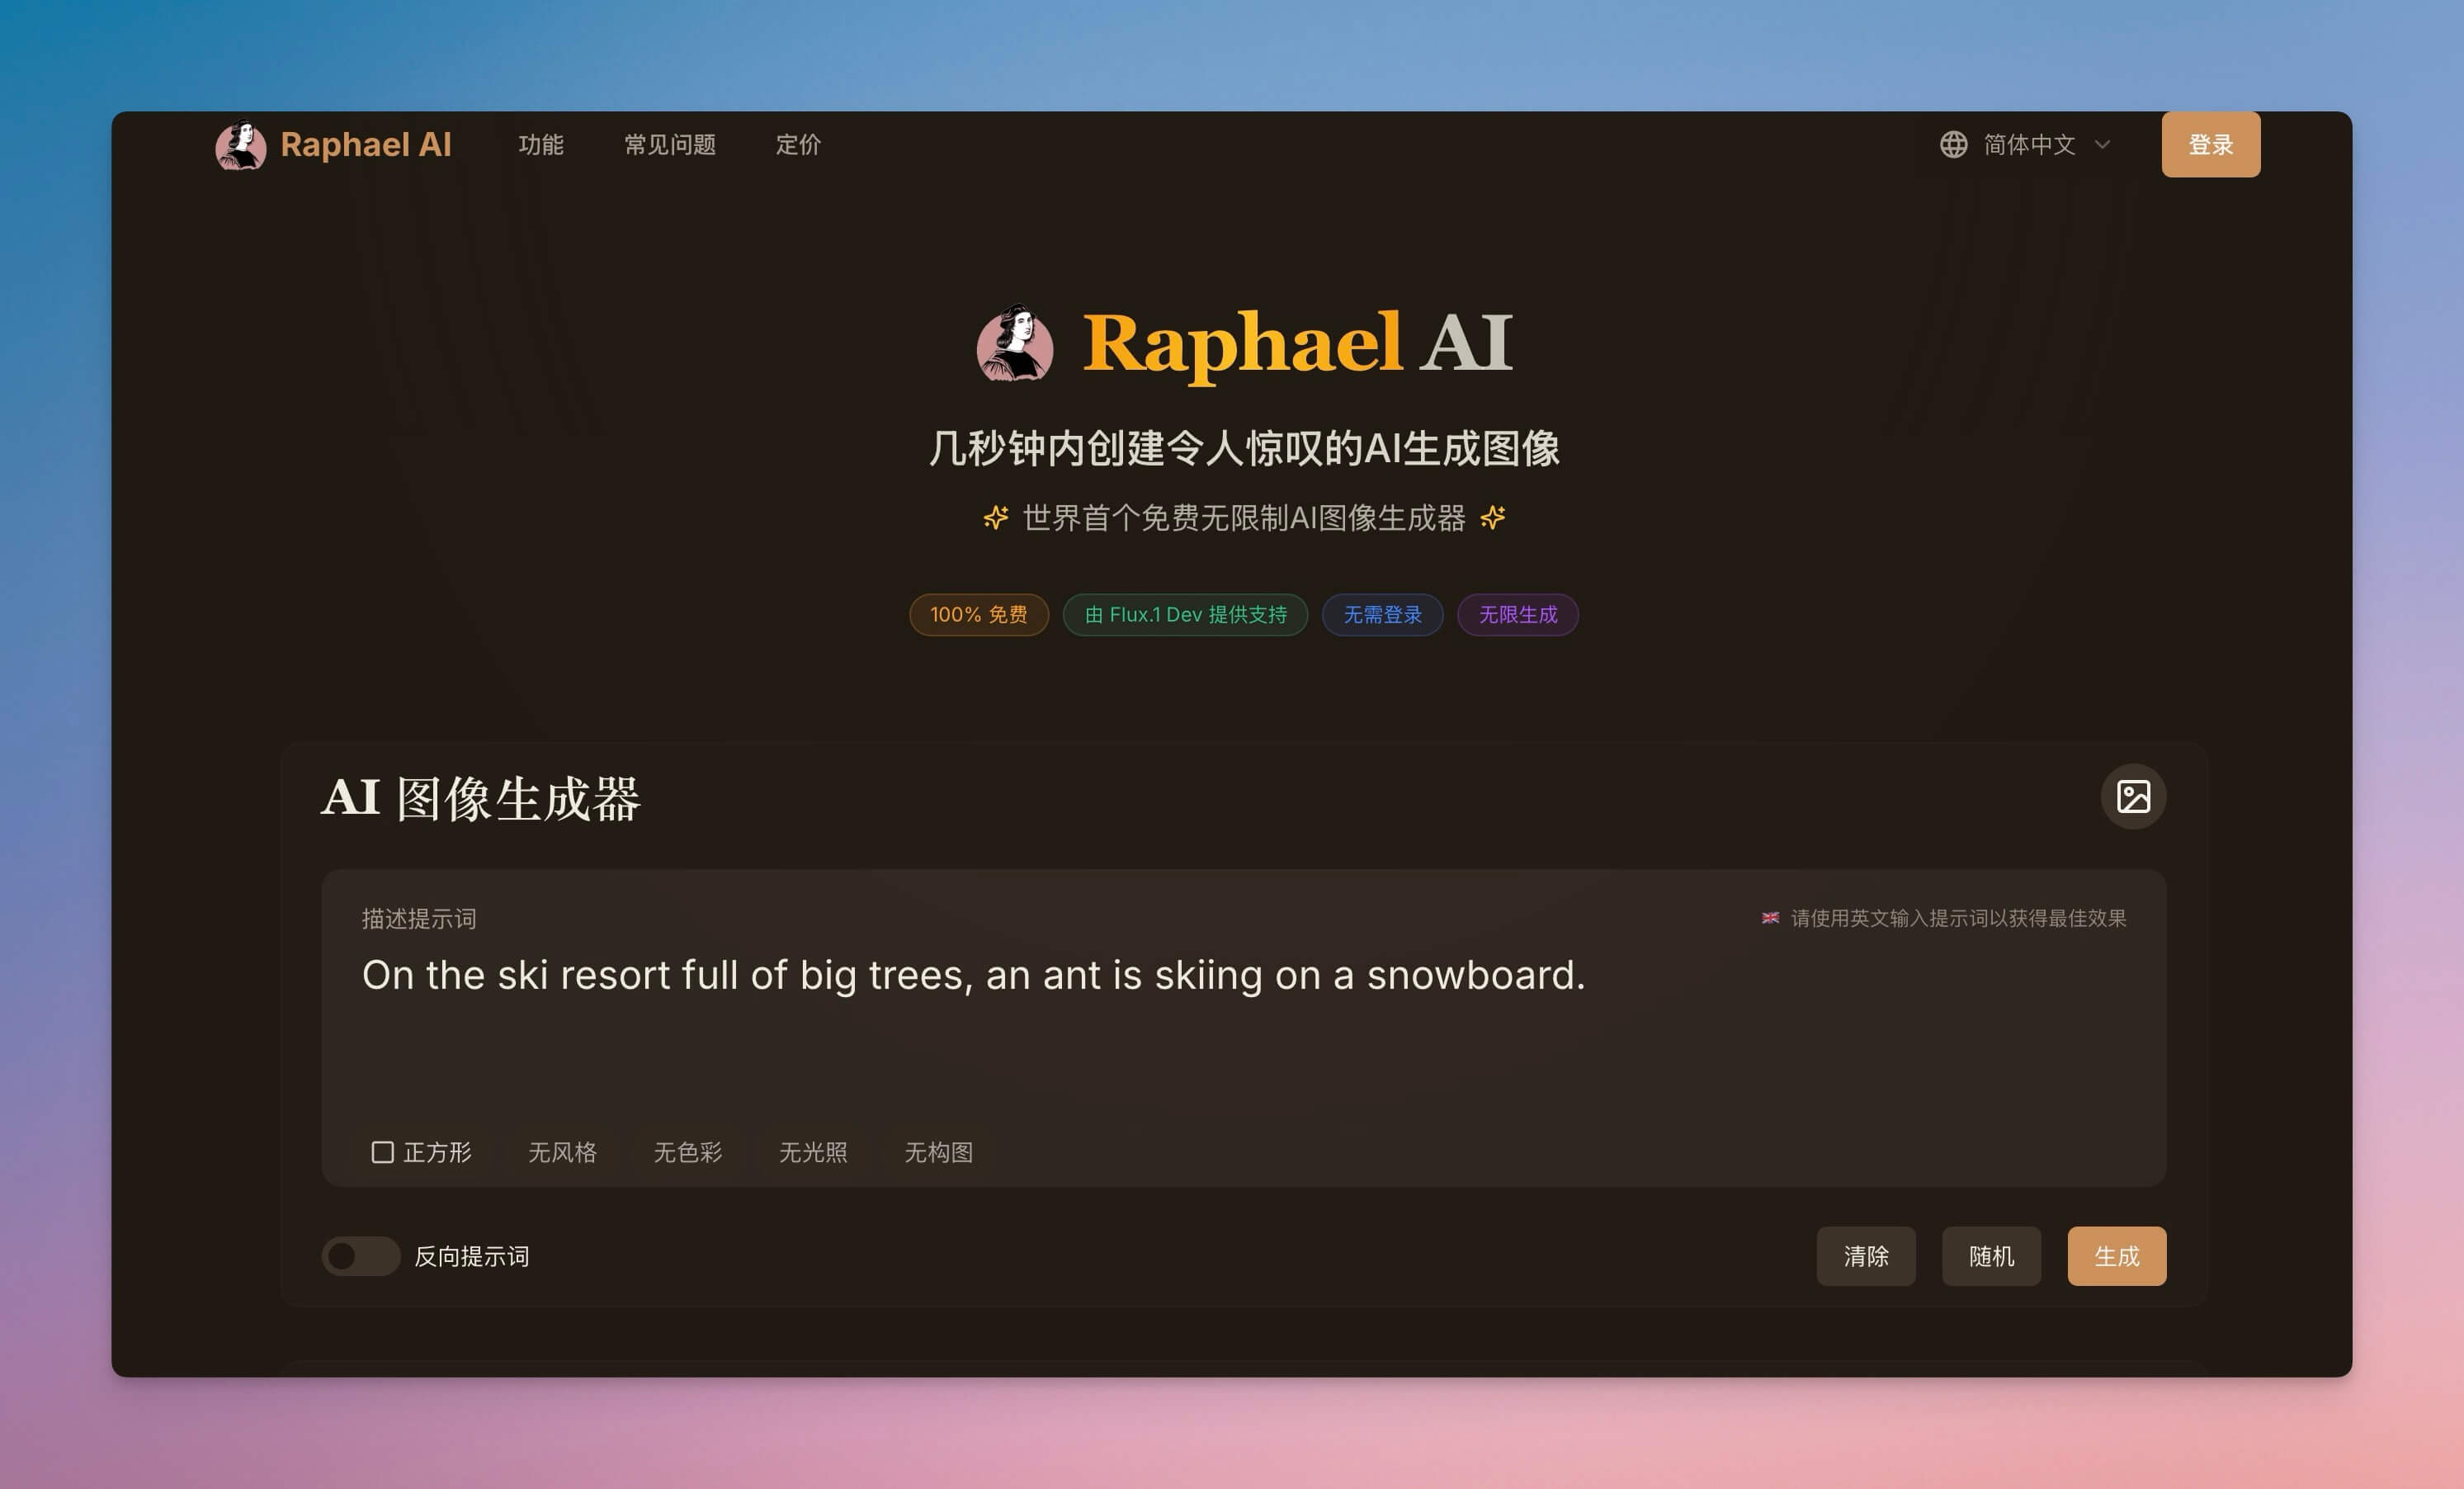 Raphael AI 功能 常见问题 定价 简体中文 登录
Raphael AI
几秒钟内创建令人惊叹的AI生成图像
世界首个免费无限制AI图像生成器
100% 免费 由 Flux.1 Dev 提供支持 无需登录 无限生成
AI 图像生成器
描述提示词 请使用英文输入提示词以获得最佳效果
On the ski resort full of big trees, an ant is skiing on a snowboard.
正方形 无风格 无色彩 无光照 无构图
反向提示词 清除 随机 生成